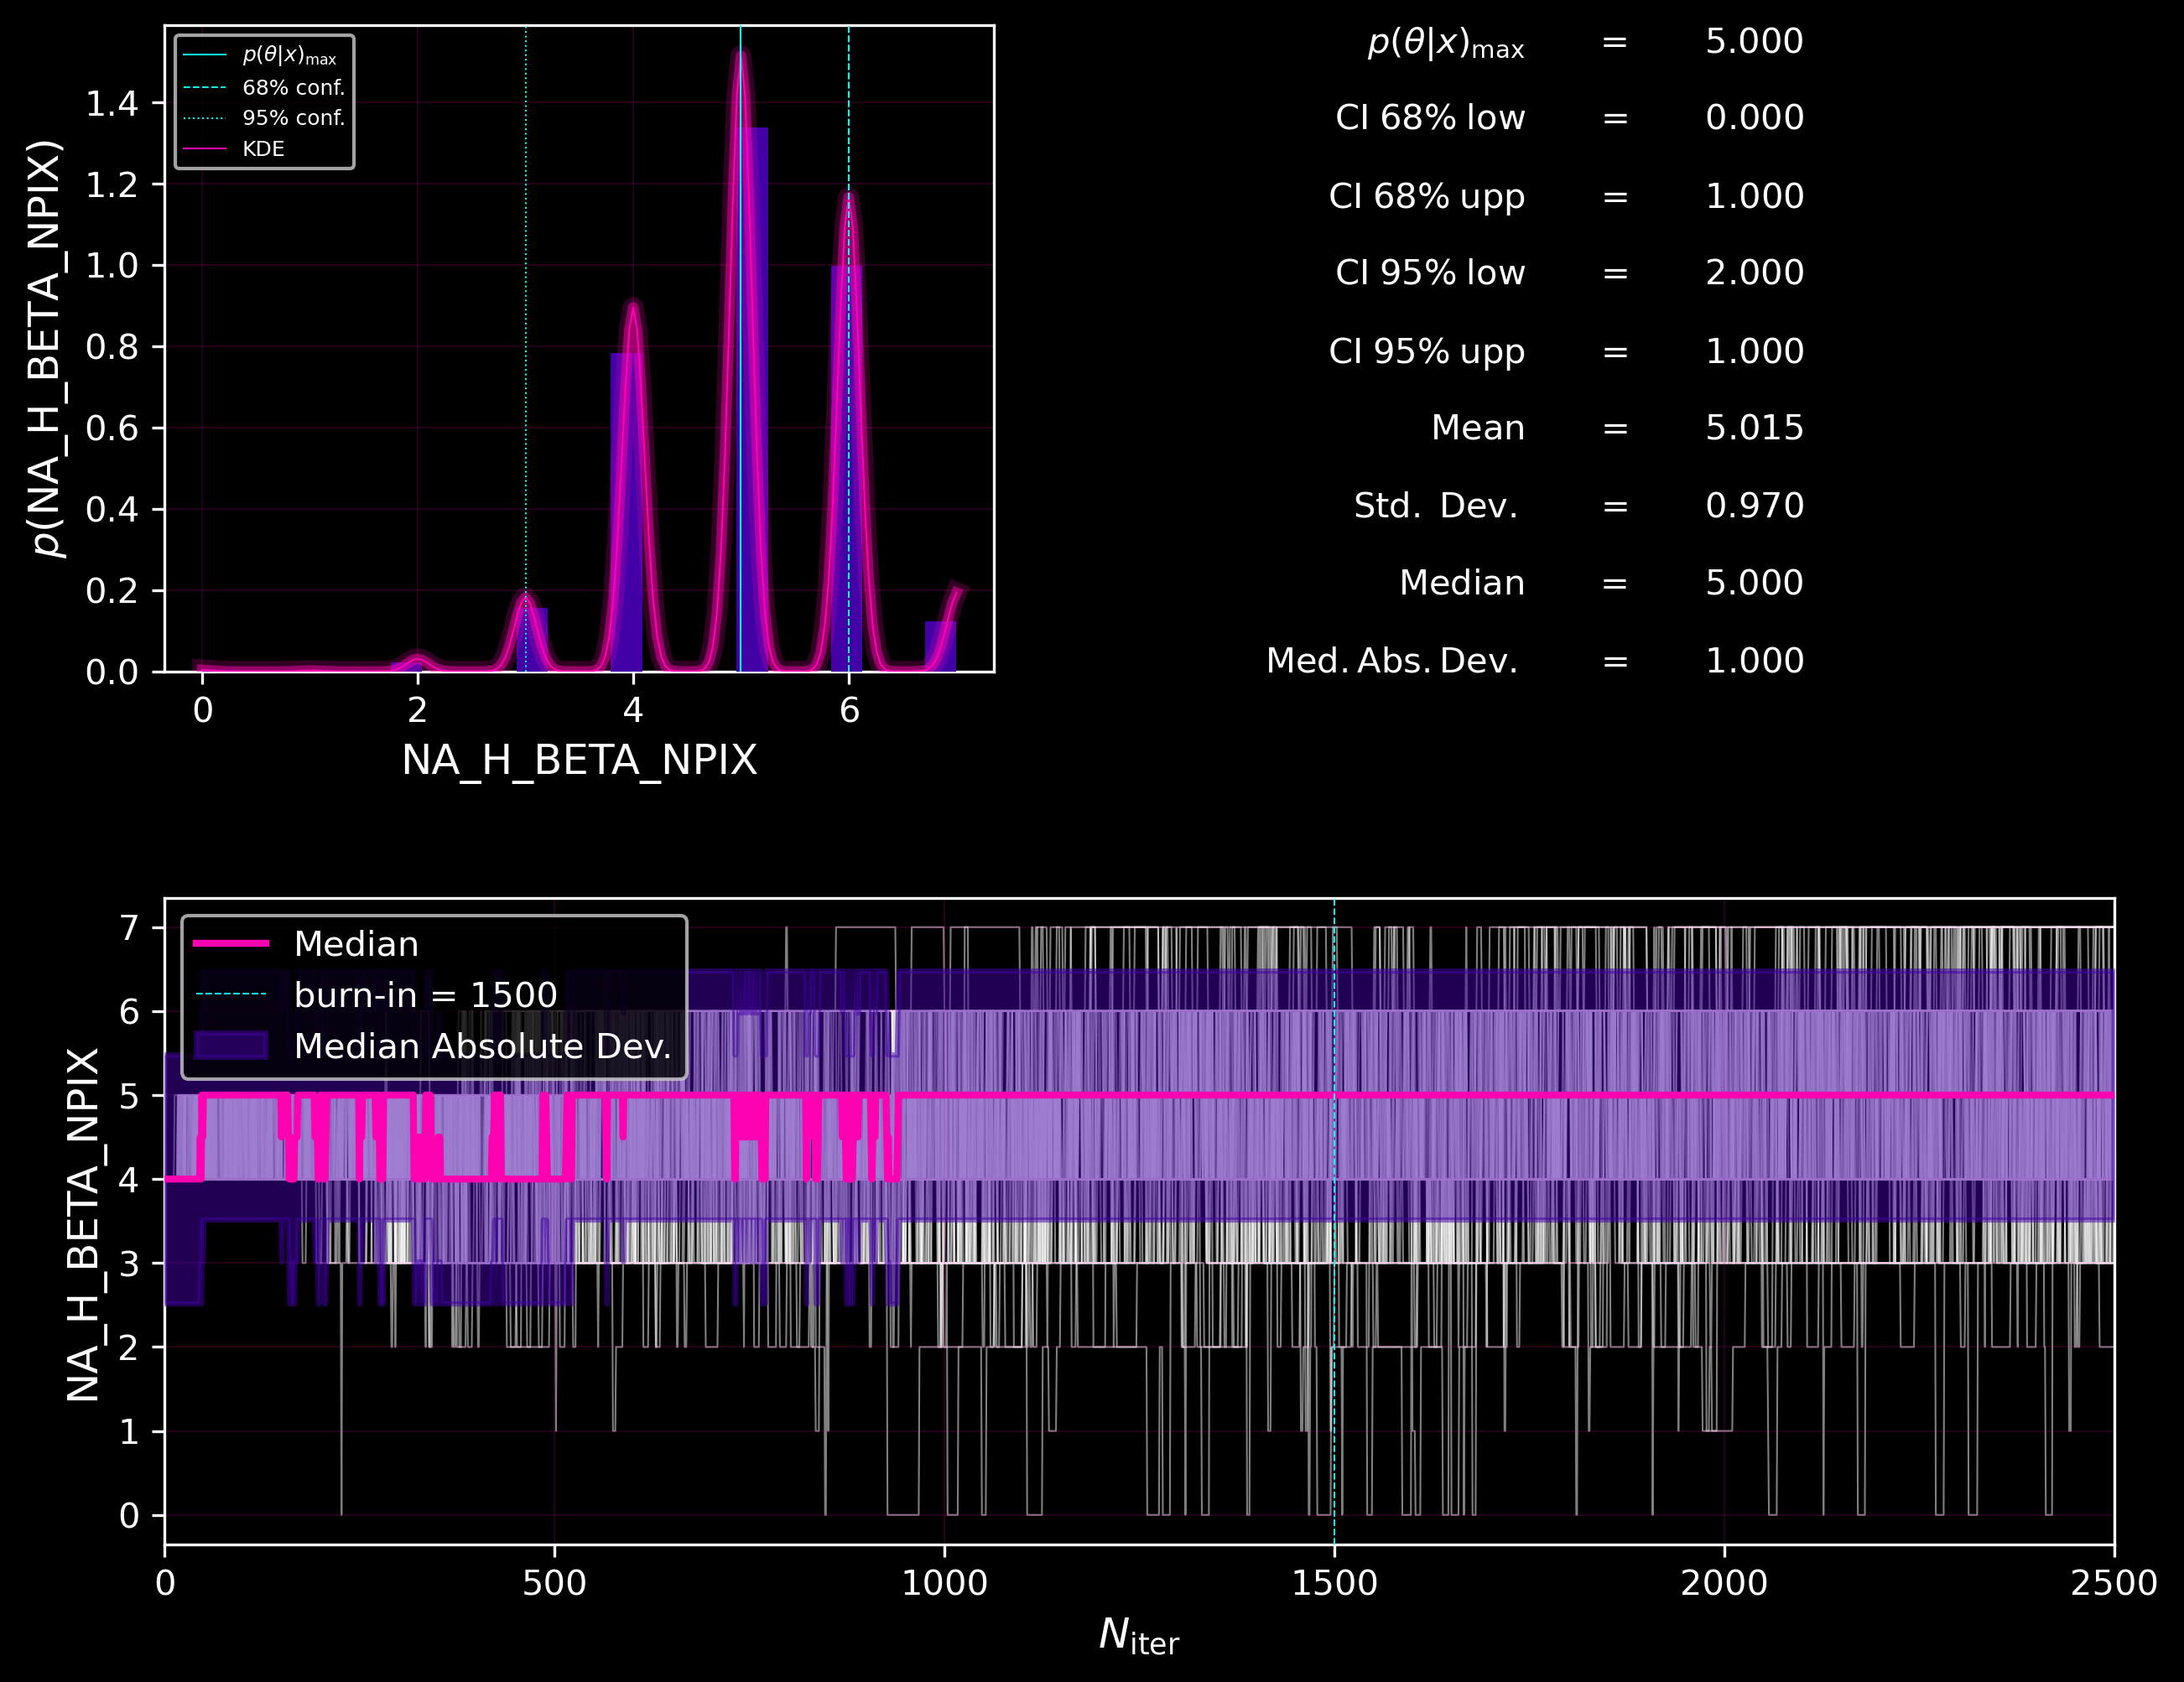 p(θ|x)max
68% conf.
95% conf.
KDE
p(NA_H_BETA_NPIX)
1.4
1.2
1.0
0.8
0.6
0.4
0.2
0.0
0 2 4 6
NA_H_BETA_NPIX
p(θ|x)max = 5.000
CI 68% low = 0.000
CI 68% upp = 1.000
CI 95% low = 2.000
CI 95% upp = 1.000
Mean = 5.015
Std. Dev. = 0.970
Median = 5.000
Med. Abs. Dev. = 1.000
Median
burn-in = 1500
Median Absolute Dev.
NA_H_BETA_NPIX
7
6
5
4
3
2
1
0
0 500 1000 1500 2000 2500
Niter